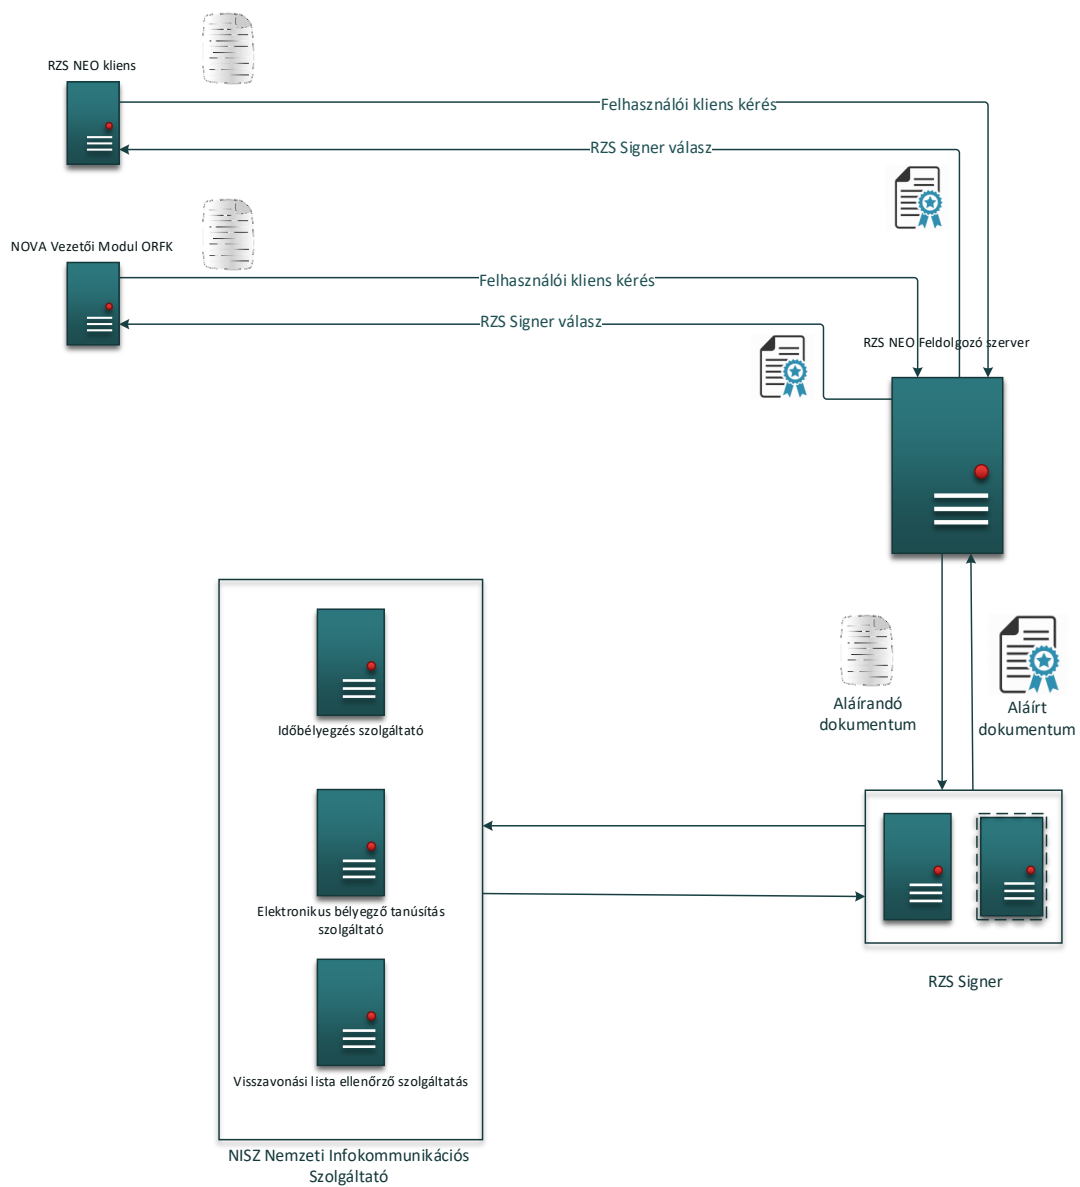 RZS NEO kliens
Felhasználói kliens kérés
RZS Signer válasz
NOVA Vezetői Modul ORFK
Felhasználói kliens kérés
RZS Signer válasz
RZS NEO Feldolgozó szerver
Aláírandó
dokumentum
Aláírt
dokumentum
Időbélyegzés szolgáltató
Elektronikus bélyegző tanúsítás
szolgáltató
RZS Signer
Visszavonási lista ellenőrző szolgáltatás
NISZ Nemzeti Infokommunikációs
Szolgáltató